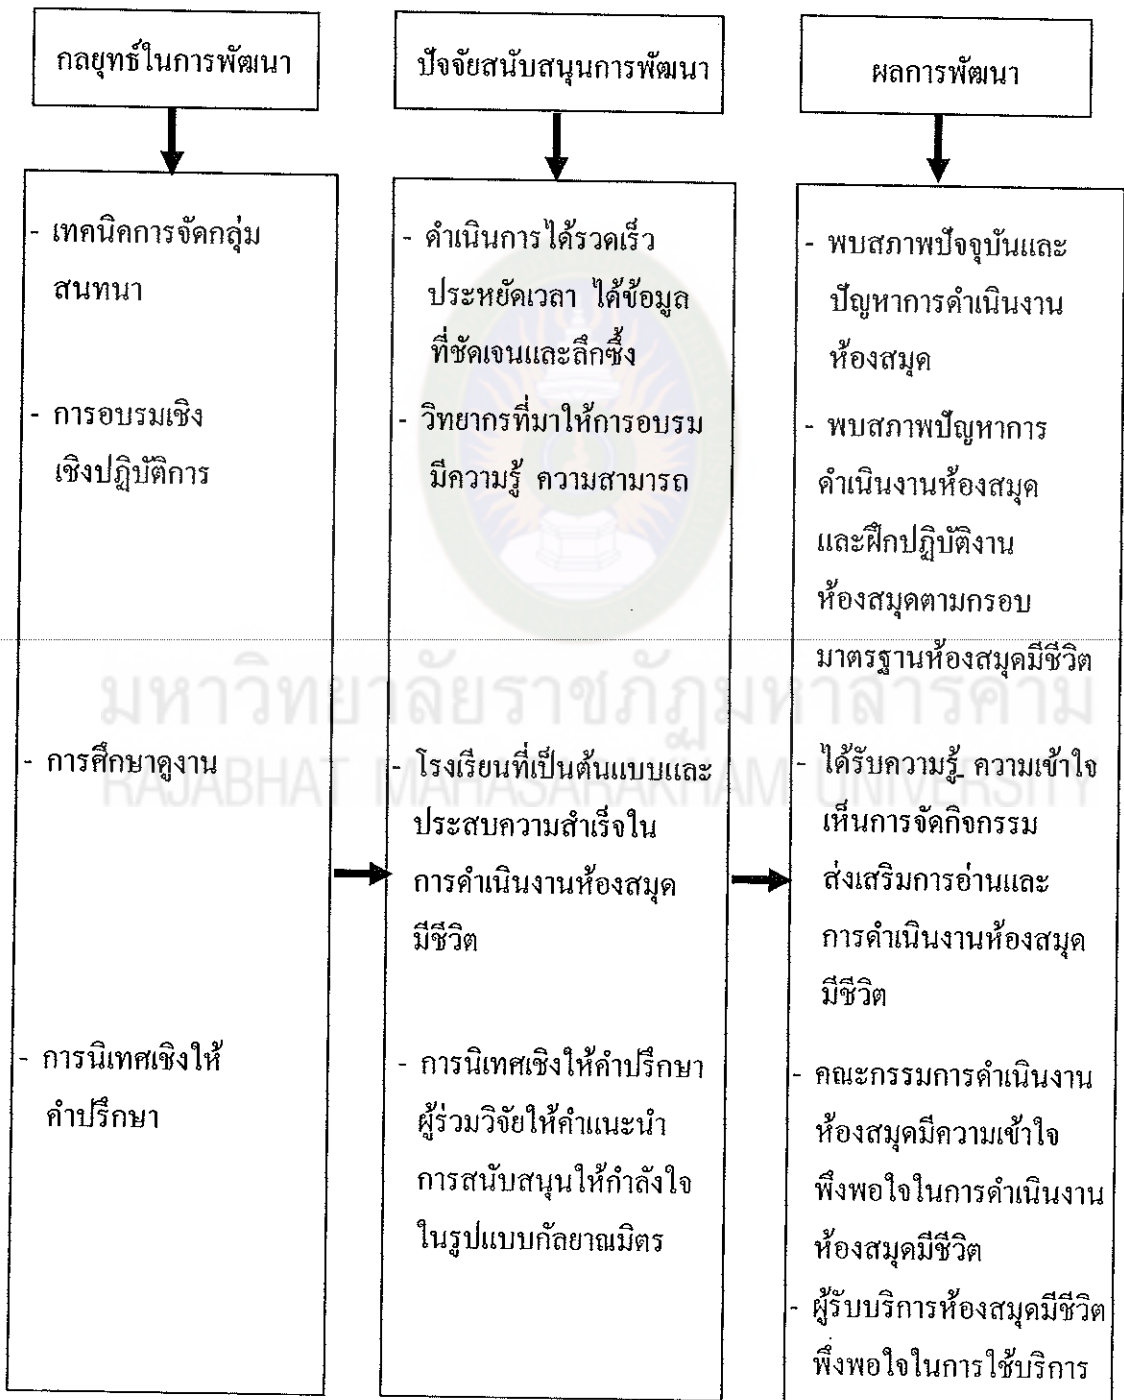 กลยุทธ์ในการพัฒนา
- เทคนิคการจัดกลุ่ม
สนทนา
- การอบรมเชิง
เชิงปฏิบัติการ
- การศึกษาดูงาน
- การนิเทศเชิงให้
คำปรึกษา
ปัจจัยสนับสนุนการพัฒนา
- ดำเนินการได้รวดเร็ว
ประหยัดเวลา ได้ข้อมูล
ที่ชัดเจนและลึกซึ้ง
- วิทยากรที่มาให้การอบรม
มีความรู้ ความสามารถ
- โรงเรียนที่เป็นต้นแบบและ
ประสบความสำเร็จใน
การดำเนินงานห้องสมุด
มีชีวิต
- การนิเทศเชิงให้คำปรึกษา
ผู้ร่วมวิจัยให้คำแนะนำ
การสนับสนุนให้กำลังใจ
ในรูปแบบกัลยาณมิตร
ผลการพัฒนา
- พบสภาพปัจจุบันและ
ปัญหาการดำเนินงาน
ห้องสมุด
- พบสภาพปัญหาการ
ดำเนินงานห้องสมุด
และฝึกปฏิบัติงาน
ห้องสมุดตามกรอบ
มาตรฐานห้องสมุดมีชีวิต
- ได้รับความรู้ ความเข้าใจ
เห็นการจัดกิจกรรม
ส่งเสริมการอ่านและ
การดำเนินงานห้องสมุด
มีชีวิต
- คณะกรรมการดำเนินงาน
ห้องสมุดมีความเข้าใจ
พึงพอใจในการดำเนินงาน
ห้องสมุดมีชีวิต
- ผู้รับบริการห้องสมุดมีชีวิต
พึงพอใจในการใช้บริการ
มหาวิทยาลัยราชภัฏมหาสารคาม
RAJABHAT MAHASARAKHAM UNIVERSITY